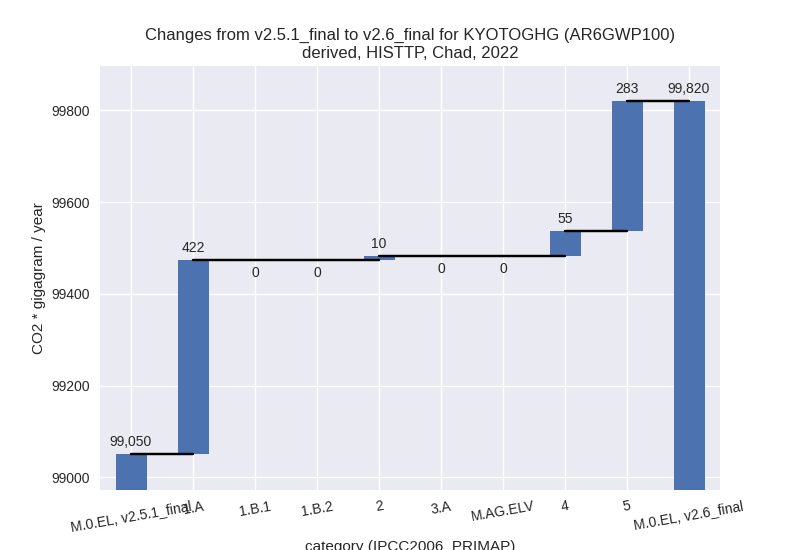 Changes from v2.5.1_final to v2.6_final for KYOTOGHG (AR6GWP100)
derived, HISTTP, Chad, 2022
CO2 * gigagram / year
99800
99600
99400
99200
99000
99,050
422
0
0
10
0
0
55
283
99,820
M.0.EL, v2.5.1_final
1.A
1.B.1
1.B.2
2
3.A
M.AG.ELV
4
5
M.0.EL, v2.6_final
category (IPCC2006_PRIMAP)